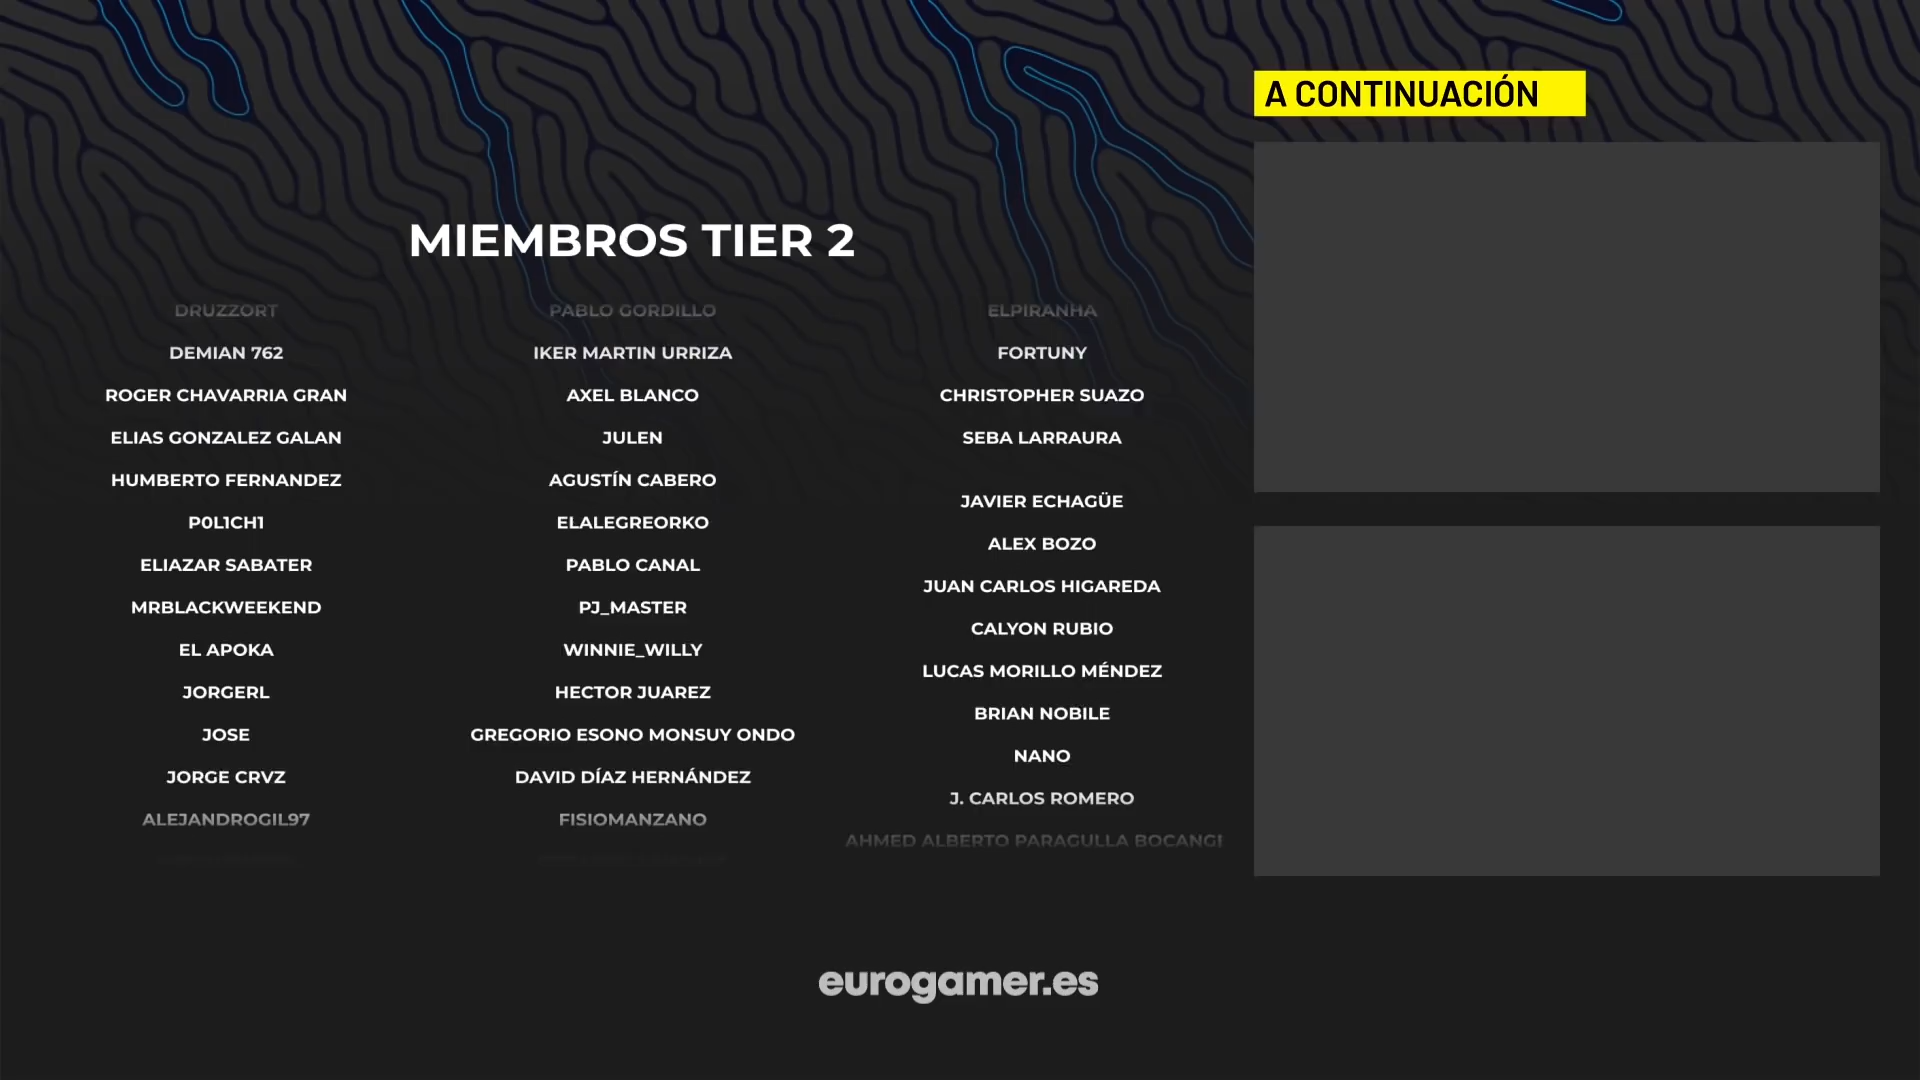 A CONTINUACIÓN
MIEMBROS TIER 2
DRUZZORT
DEMIAN 762
ROGER CHAVARRIA GRAN
ELIAS GONZALEZ GALAN
HUMBERTO FERNANDEZ
P0L1CH1
ELIAZAR SABATER
MRBLACKWEEKEND
EL APOKA
JORGERL
JOSE
JORGE CRVZ
ALEJANDROGIL97
PABLO GORDILLO
IKER MARTIN URRIZA
AXEL BLANCO
JULEN
AGUSTÍN CABERO
ELALEGREORKO
PABLO CANAL
PJ_MASTER
WINNIE_WILLY
HECTOR JUAREZ
GREGORIO ESONO MONSUY ONDO
DAVID DÍAZ HERNÁNDEZ
FISIOMANZANO
ELPIRANHA
FORTUNY
CHRISTOPHER SUAZO
SEBA LARRAURA
JAVIER ECHAGÜE
ALEX BOZO
JUAN CARLOS HIGAREDA
CALYON RUBIO
LUCAS MORILLO MÉNDEZ
BRIAN NOBILE
NANO
J. CARLOS ROMERO
AHMED ALBERTO PARAGULLA BOCANGI
eurogamer.es